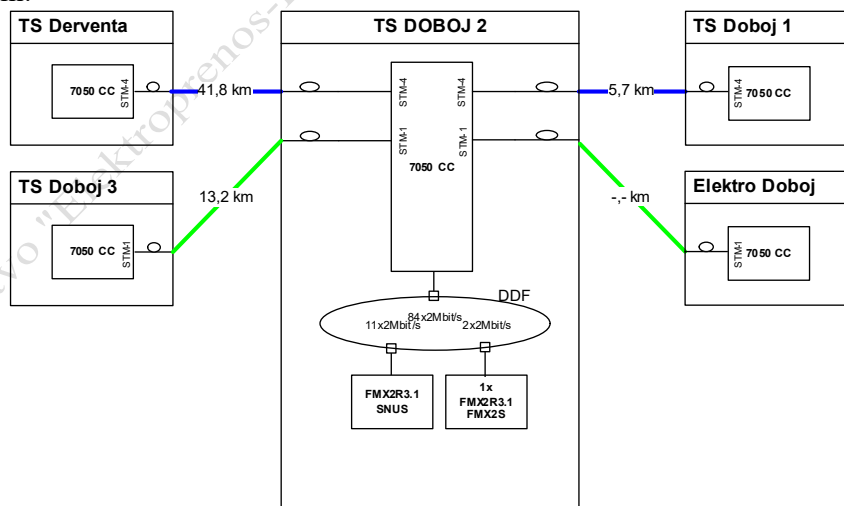 TS Derventa
7050 CC
STM-4
41,8 km
TS Doboj 3
7050 CC
STM-1
13,2 km
TS DOBOJ 2
STM-4
STM-4
STM-1
STM-1
7050 CC
DDF
84x2Mbit/s
11x2Mbit/s
2x2Mbit/s
FMX2R3.1
SNUS
1x
FMX2R3.1
FMX2S
TS Doboj 1
5,7 km
STM-4
7050 CC
Elektro Doboj
-,- km
STM-1
7050 CC
"Elektroprenos-